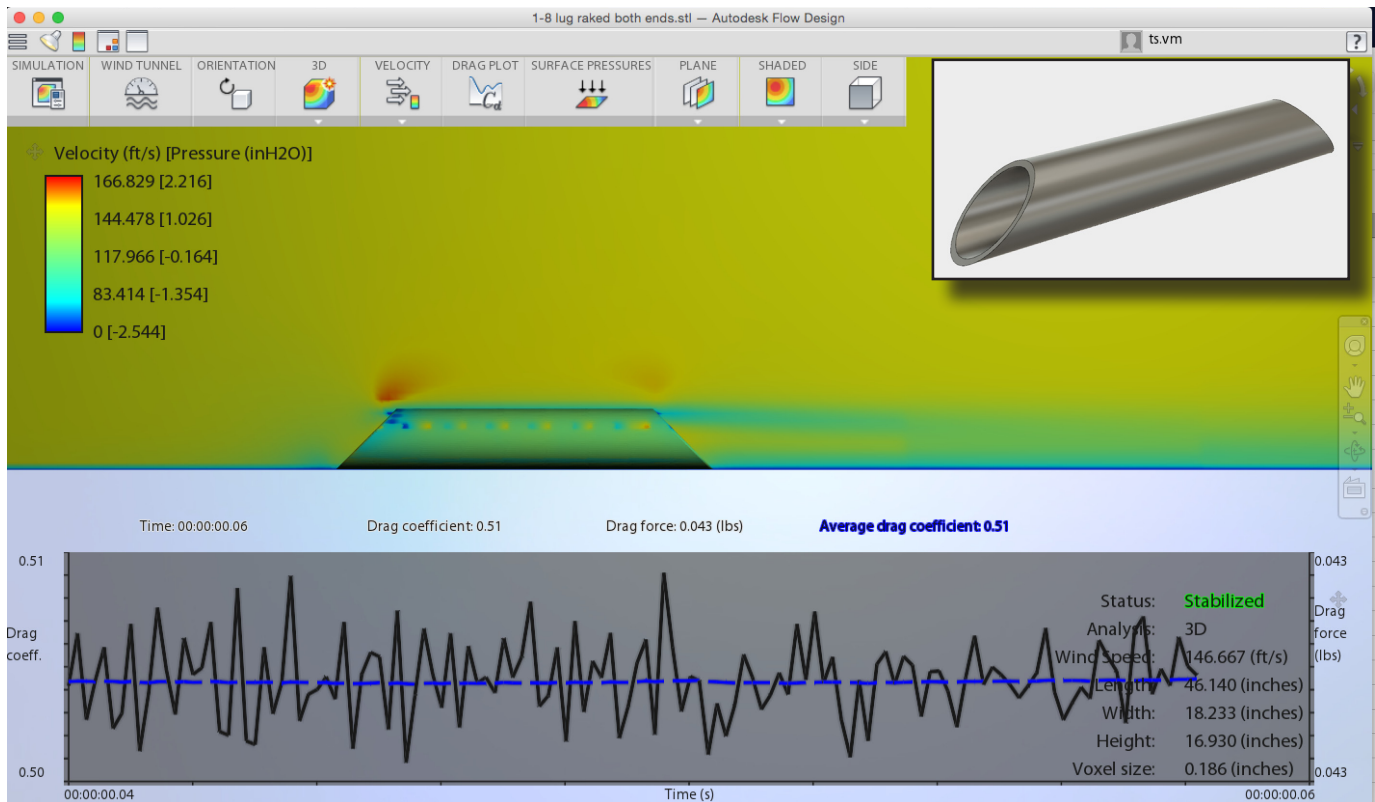 1-8 lug raked both ends.stl — Autodesk Flow Design
ts.vm
?
SIMULATION WIND TUNNEL ORIENTATION 3D VELOCITY DRAG PLOT SURFACE PRESSURES PLANE SHADED SIDE
Cd
Velocity (ft/s) [Pressure (inH2O)]
166.829 [2.216]
144.478 [1.026]
117.966 [-0.164]
83.414 [-1.354]
0 [-2.544]
Time: 00:00:00.06 Drag coefficient: 0.51 Drag force: 0.043 (lbs) Average drag coefficient: 0.51
0.51 0.043
Status: Stabilized
Analysis: 3D
Wind Speed: 146.667 (ft/s)
Length: 46.140 (inches)
Width: 18.233 (inches)
Height: 16.930 (inches)
Voxel size: 0.186 (inches)
Drag
coeff.
Drag
force
(lbs)
0.50 0.043
00:00:00.04 Time (s) 00:00:00.06